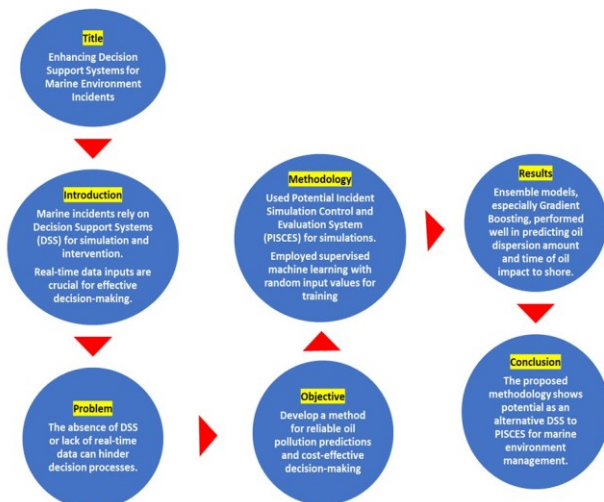 Title
Enhancing Decision
Support Systems for
Marine Environment
Incidents
Introduction
Marine incidents rely on
Decision Support Systems
(DSS) for simulation and
intervention.
Real-time data inputs are
crucial for effective
decision-making.
Problem
The absence of DSS
or lack of real-time
data can hinder
decision processes.
Objective
Develop a method
for reliable oil
pollution predictions
and cost-effective
decision-making
Methodology
Used Potential Incident
Simulation Control and
Evaluation System
(PISCES) for simulations.
Employed supervised
machine learning with
random input values for
training
Results
Ensemble models,
especially Gradient
Boosting, performed
well in predicting oil
dispersion amount
and time of oil
impact to shore.
Conclusion
The proposed
methodology shows
potential as an
alternative DSS to
PISCES for marine
environment
management.